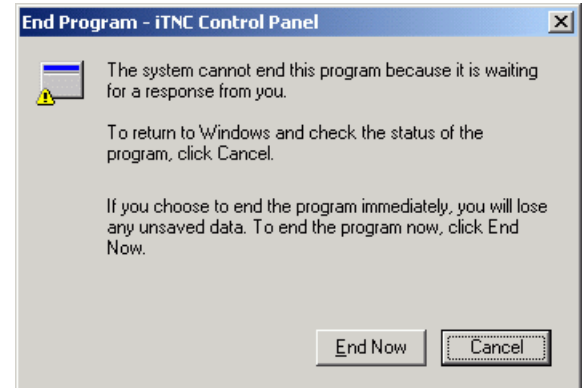 End Program - iTNC Control Panel
The system cannot end this program because it is waiting
for a response from you.
To return to Windows and check the status of the
program, click Cancel.
If you choose to end the program immediately, you will lose
any unsaved data. To end the program now, click End
Now.
End Now
Cancel